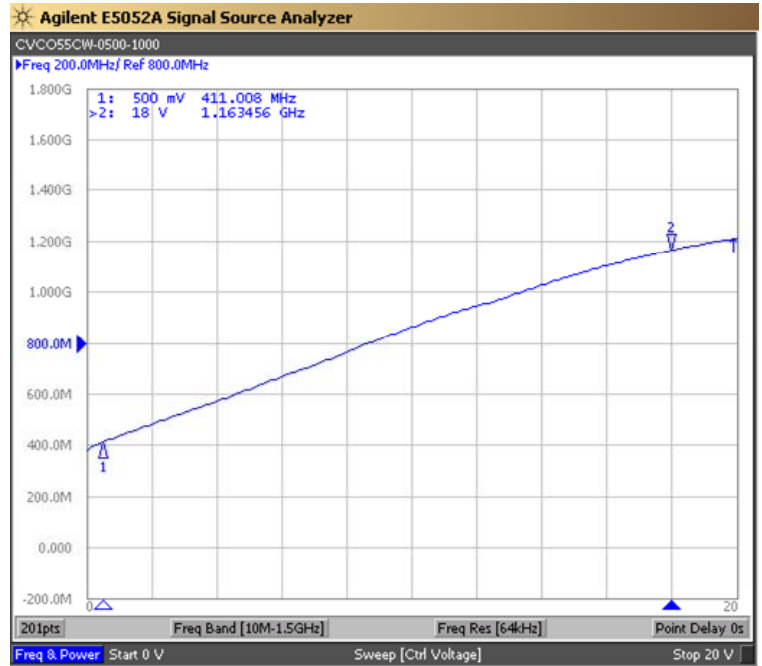 Agilent E5052A Signal Source Analyzer
CVCO55CW-0500-1000
Freq 200.0MHz/ Ref 800.0MHz
1.800G
1: 500 mV 411.008 MHz
>2: 18 V 1.163456 GHz
1.600G
1.400G
2
1.200G
1.000G
800.0M
600.0M
400.0M
1
200.0M
0.000
-200.0M
0 20
201pts Freq Band [10M-1.5GHz] Freq Res [64kHz] Point Delay 0s
Freq & Power Start 0 V Sweep [Ctrl Voltage] Stop 20 V